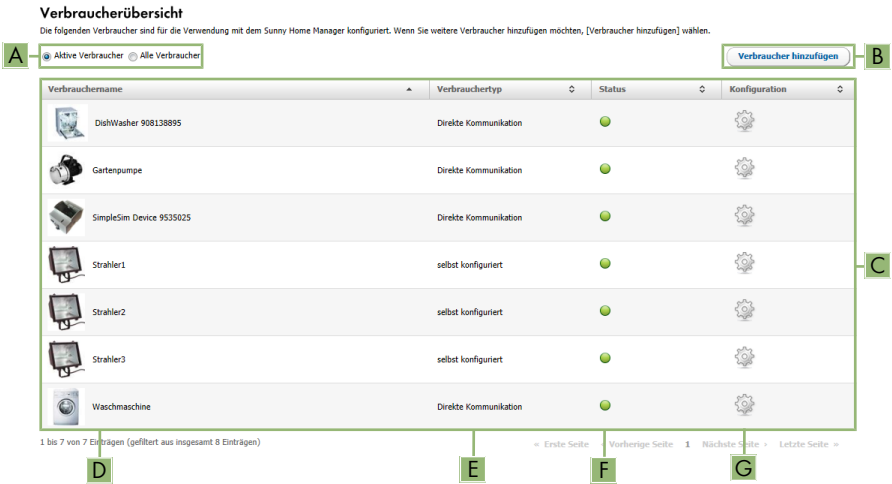 Verbraucherübersicht
Die folgenden Verbraucher sind für die Verwendung mit dem Sunny Home Manager konfiguriert. Wenn Sie weitere Verbraucher hinzufügen möchten, [Verbraucher hinzufügen] wählen.
A Aktive Verbraucher Alle Verbraucher Verbraucher hinzufügen B
Verbrauchername Verbrauchertyp Status Konfiguration
DishWasher 908138895 Direkte Kommunikation
Gartenpumpe Direkte Kommunikation
SimpleSim Device 9535025 Direkte Kommunikation
Strahler1 selbst konfiguriert
C
Strahler2 selbst konfiguriert
Strahler3 selbst konfiguriert
Waschmaschine Direkte Kommunikation
1 bis 7 von 7 Einträgen (gefiltert aus insgesamt 8 Einträgen) « Erste Seite ‹ Vorherige Seite 1 Nächste Seite › Letzte Seite »
D E F G